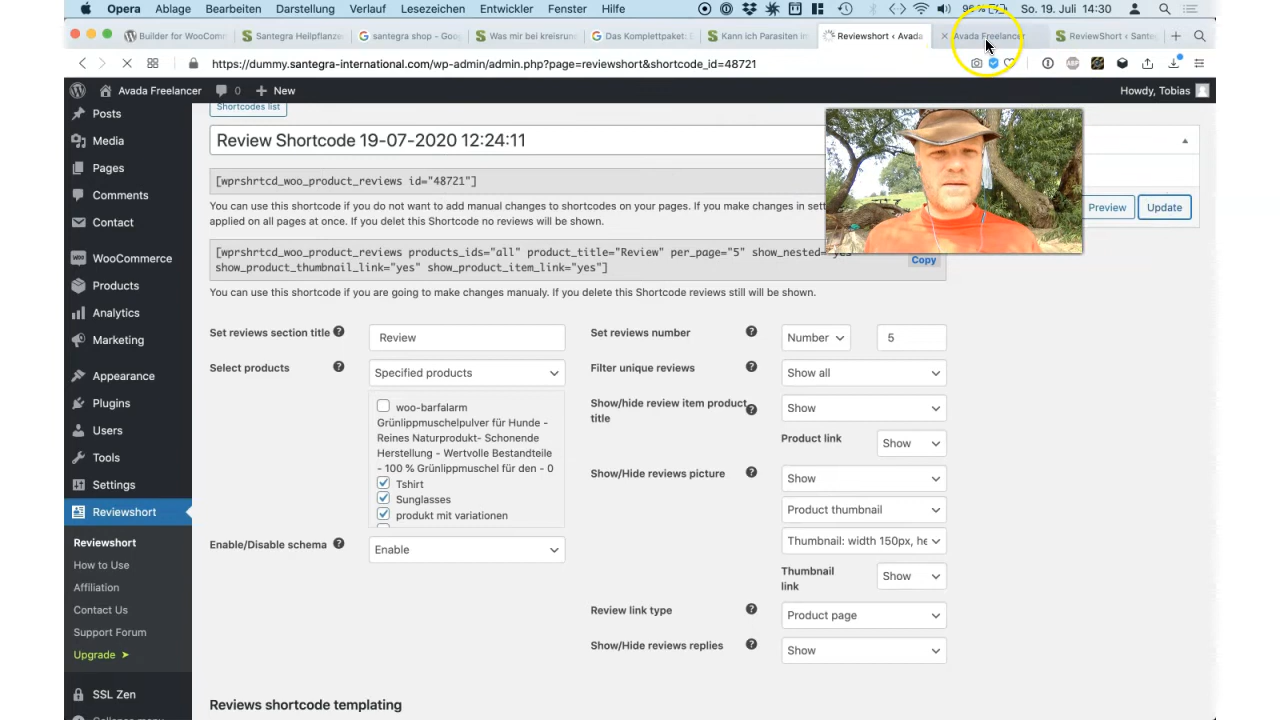 Opera Ablage Bearbeiten Darstellung Verlauf Lesezeichen Entwickler Fenster Hilfe So. 19. Juli 14:30
Builder for WooComm
Santegra Heilpflanze
santegra shop - Goo
Was mir bei kreisrun
Das Komplettpaket: E
Kann ich Parasiten im
Reviewshort ‹ Avada
Avada Freelancer
ReviewShort ‹ Sante
https://dummy.santegra-international.com/wp-admin/admin.php?page=reviewshort&shortcode_id=48721
Avada Freelancer 0 New Howdy, Tobias
Posts
Media
Pages
Comments
Contact
WooCommerce
Products
Analytics
Marketing
Appearance
Plugins
Users
Tools
Settings
Reviewshort
Reviewshort
How to Use
Affiliation
Contact Us
Support Forum
Upgrade ➤
SSL Zen
Collapse menu
Shortcodes list
Review Shortcode 19-07-2020 12:24:11
[wprshrtcd_woo_product_reviews id="48721"]
You can use this shortcode if you do not want to add manual changes to shortcodes on your pages. If you make changes in sett
applied on all pages at once. If you delet this Shortcode no reviews will be shown.
[wprshrtcd_woo_product_reviews products_ids="all" product_title="Review" per_page="5" show_nested="yes"
show_product_thumbnail_link="yes" show_product_item_link="yes"]
Copy
You can use this shortcode if you are going to make changes manualy. If you delete this Shortcode reviews still will be shown.
Preview
Update
Set reviews section title
Review
Select products
Specified products
woo-barfalarm
Grünlippmuschelpulver für Hunde -
Reines Naturprodukt- Schonende
Herstellung - Wertvolle Bestandteile
- 100 % Grünlippmuschel für den - 0
Tshirt
Sunglasses
produkt mit variationen
Enable/Disable schema
Enable
Set reviews number
Number
5
Filter unique reviews
Show all
Show/hide review item product
title
Show
Product link
Show
Show/Hide reviews picture
Show
Product thumbnail
Thumbnail: width 150px, he
Thumbnail
link
Show
Review link type
Product page
Show/Hide reviews replies
Show
Reviews shortcode templating